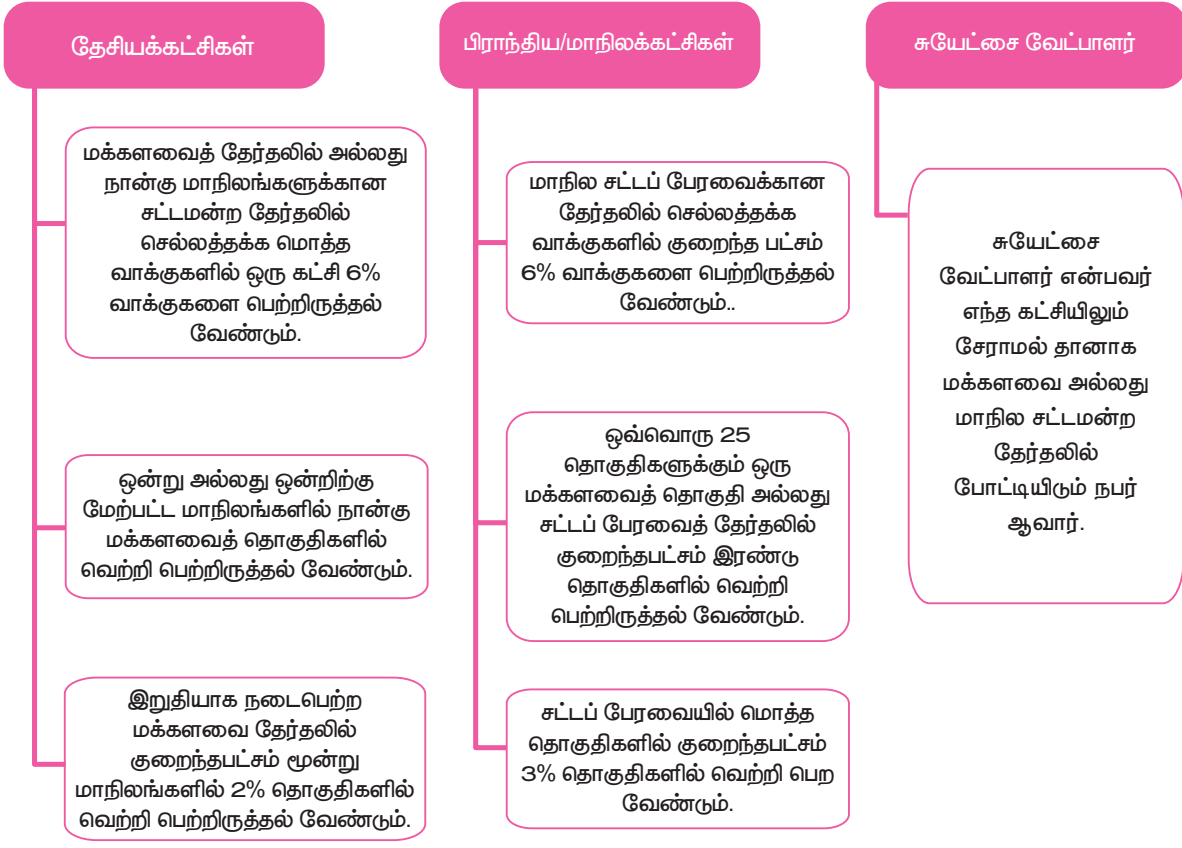 தேசியக்கட்சிகள்
மக்களவைத் தேர்தலில் அல்லது
நான்கு மாநிலங்களுக்கான
சட்டமன்ற தேர்தலில்
செல்லத்தக்க மொத்த
வாக்குகளில் ஒரு கட்சி 6%
வாக்குகளை பெற்றிருத்தல்
வேண்டும்.
ஒன்று அல்லது ஒன்றிற்கு
மேற்பட்ட மாநிலங்களில் நான்கு
மக்களவைத் தொகுதிகளில்
வெற்றி பெற்றிருத்தல் வேண்டும்.
இறுதியாக நடைபெற்ற
மக்களவை தேர்தலில்
குறைந்தபட்சம் மூன்று
மாநிலங்களில் 2% தொகுதிகளில்
வெற்றி பெற்றிருத்தல் வேண்டும்.
பிராந்திய/மாநிலக்கட்சிகள்
மாநில சட்டப் பேரவைக்கான
தேர்தலில் செல்லத்தக்க
வாக்குகளில் குறைந்த பட்சம்
6% வாக்குகளை பெற்றிருத்தல்
வேண்டும்..
ஒவ்வொரு 25
தொகுதிகளுக்கும் ஒரு
மக்களவைத் தொகுதி அல்லது
சட்டப் பேரவைத் தேர்தலில்
குறைந்தபட்சம் இரண்டு
தொகுதிகளில் வெற்றி
பெற்றிருத்தல் வேண்டும்.
சட்டப் பேரவையில் மொத்த
தொகுதிகளில் குறைந்தபட்சம்
3% தொகுதிகளில் வெற்றி பெற
வேண்டும்.
சுயேட்சை வேட்பாளர்
சுயேட்சை
வேட்பாளர் என்பவர்
எந்த கட்சியிலும்
சேராமல் தானாக
மக்களவை அல்லது
மாநில சட்டமன்ற
தேர்தலில்
போட்டியிடும் நபர்
ஆவார்.